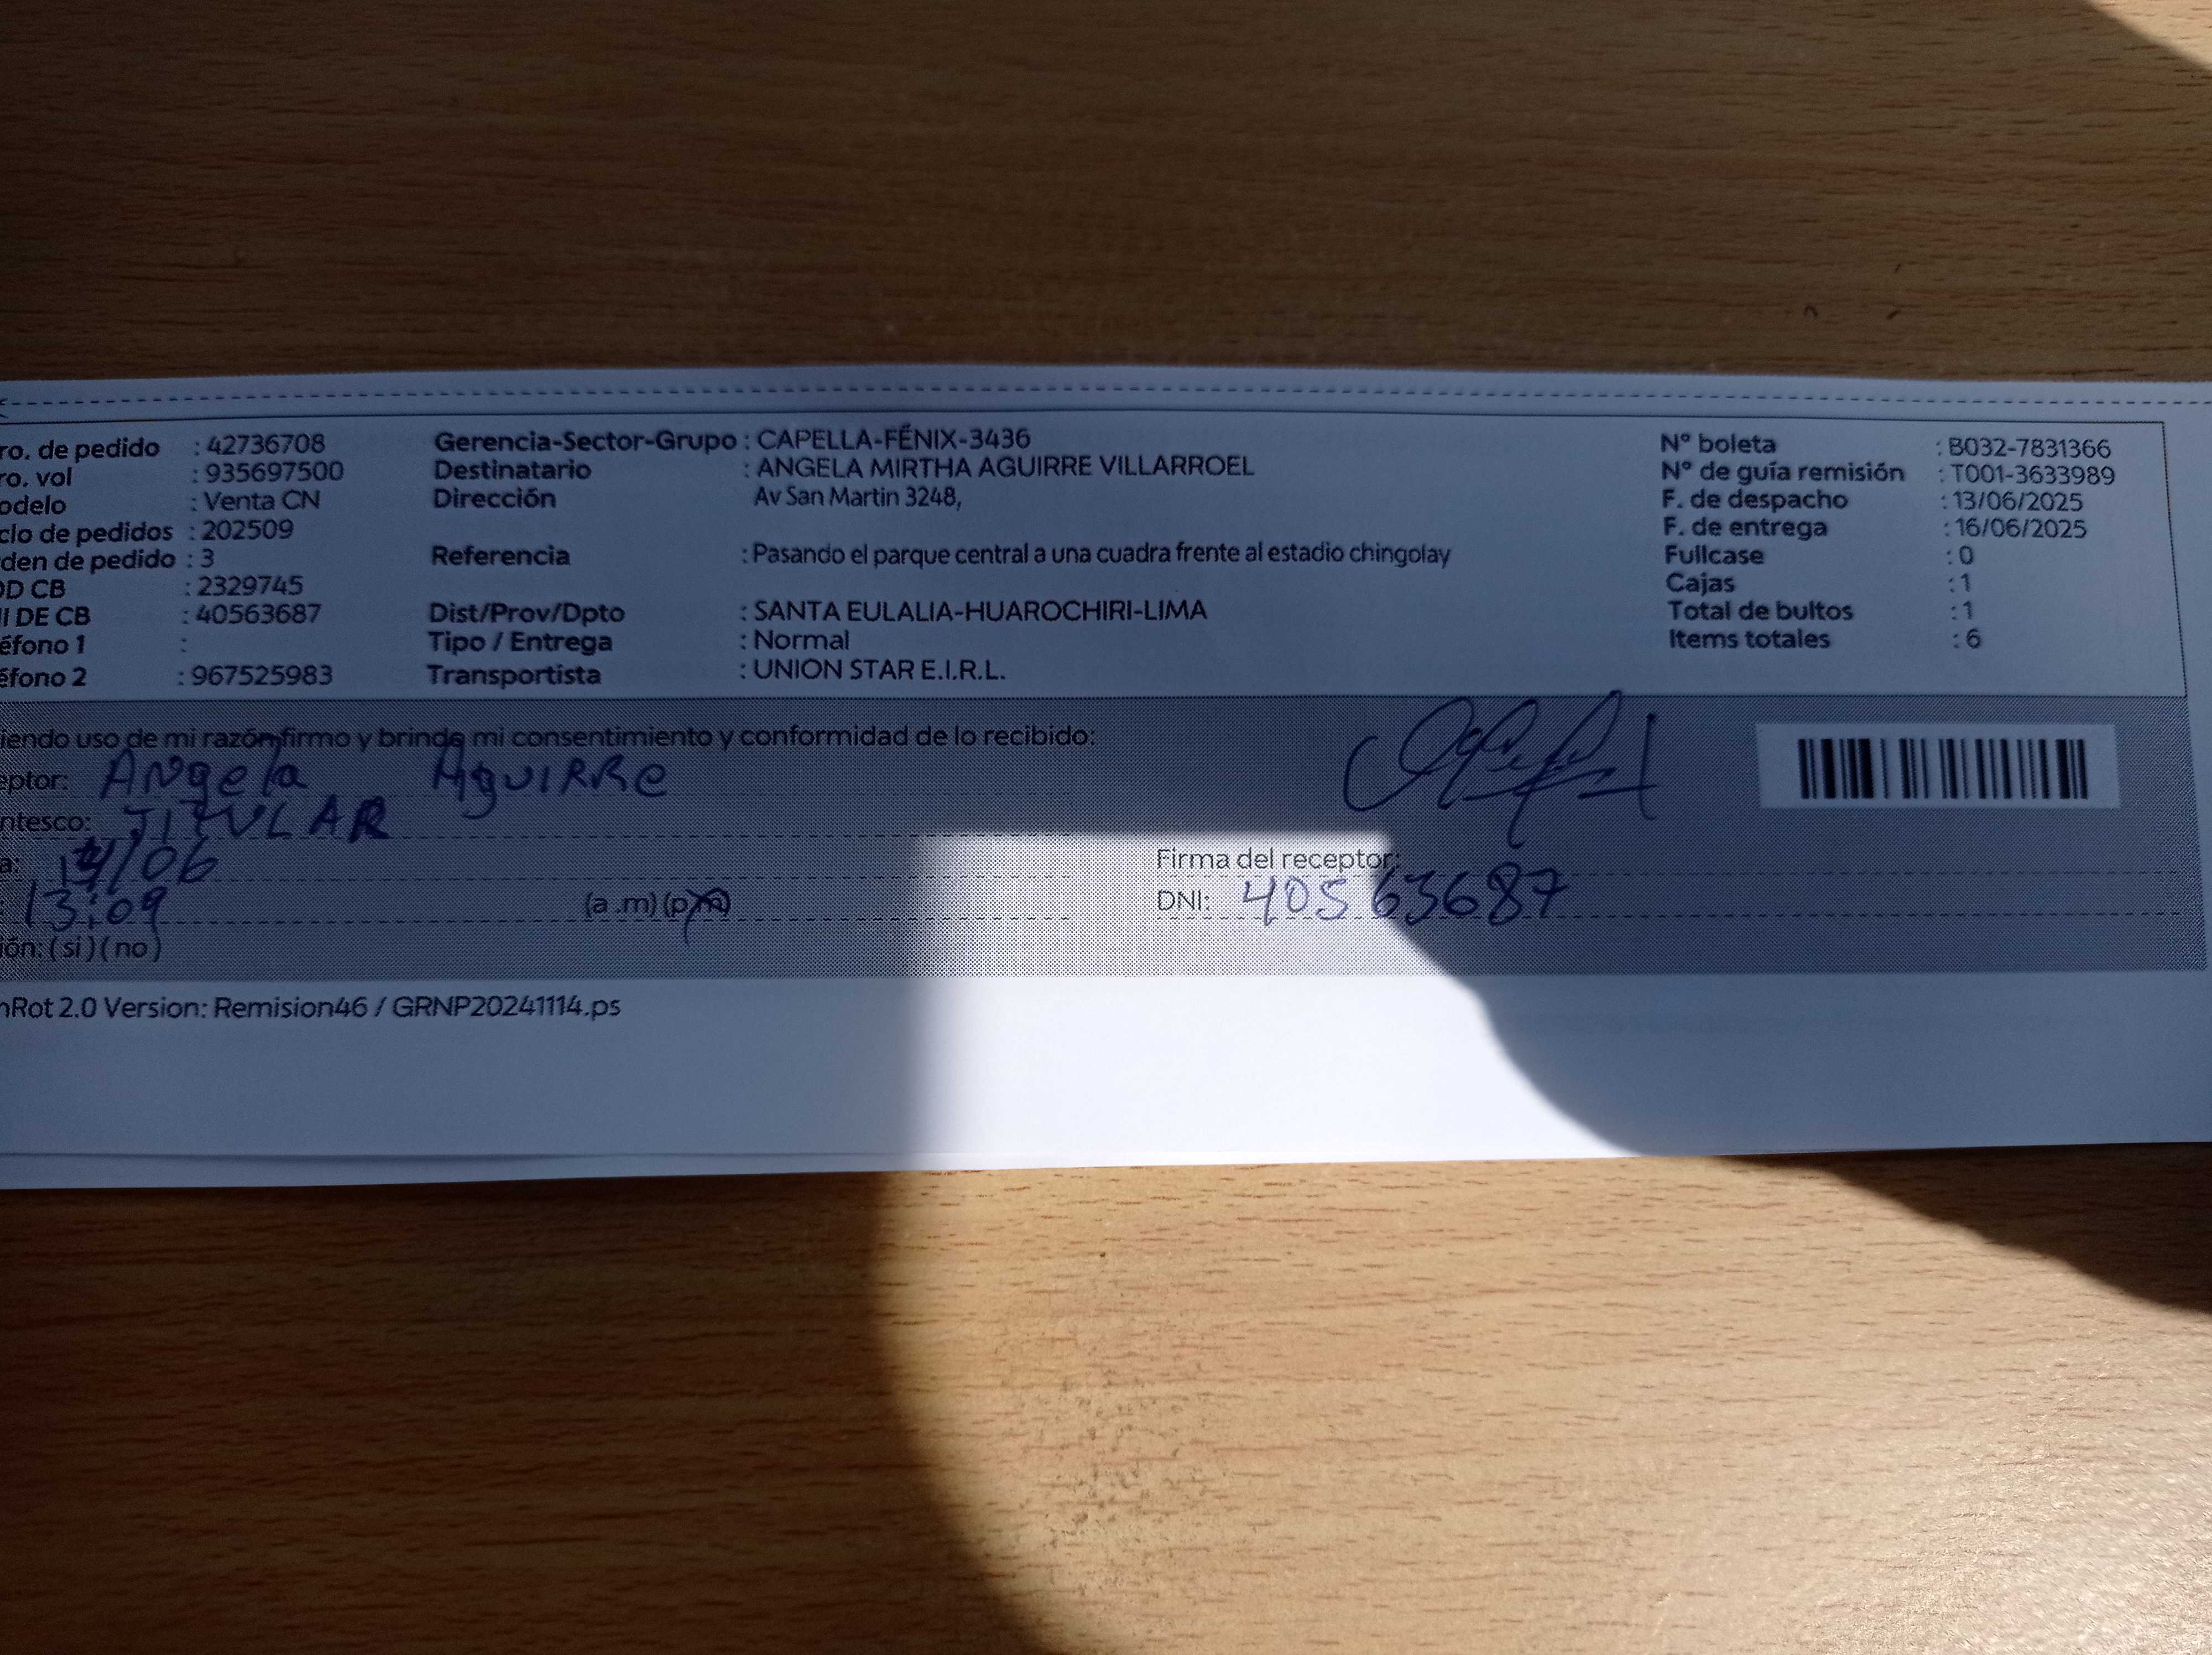 ro. de pedido : 42736708 Gerencia-Sector-Grupo : CAPELLA-FÉNIX-3436 N° boleta : B032-7831366
ro. vol : 935697500 Destinatario : ANGELA MIRTHA AGUIRRE VILLARROEL N° de guía remisión : T001-3633989
odelo : Venta CN Dirección Av San Martin 3248, F. de despacho : 13/06/2025
clo de pedidos : 202509 F. de entrega : 16/06/2025
den de pedido : 3 Referencia : Pasando el parque central a una cuadra frente al estadio chingolay Fullcase : 0
OD CB : 2329745 Cajas : 1
I DE CB : 40563687 Dist/Prov/Dpto : SANTA EULALIA-HUAROCHIRI-LIMA Total de bultos : 1
éfono 1 : Tipo / Entrega : Normal Items totales : 6
éfono 2 : 967525983 Transportista : UNION STAR E.I.R.L.
iendo uso de mi razón firmo y brindo mi consentimiento y conformidad de lo recibido:
eptor: Angela Aguirre
ntesco: TITULAR
a: /06 Firma del receptor:
13:09 (a .m) (p.m) DNI: 40563687
ión: ( si ) ( no )
nRot 2.0 Version: Remision46 / GRNP20241114.ps